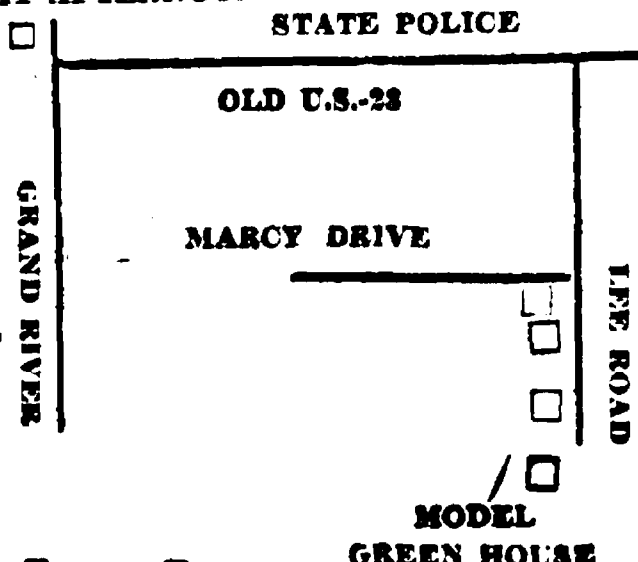 STATE POLICE
OLD U.S.-23
MARCY DRIVE
GRAND RIVER
LEE ROAD
MODEL
GREEN HOUSE